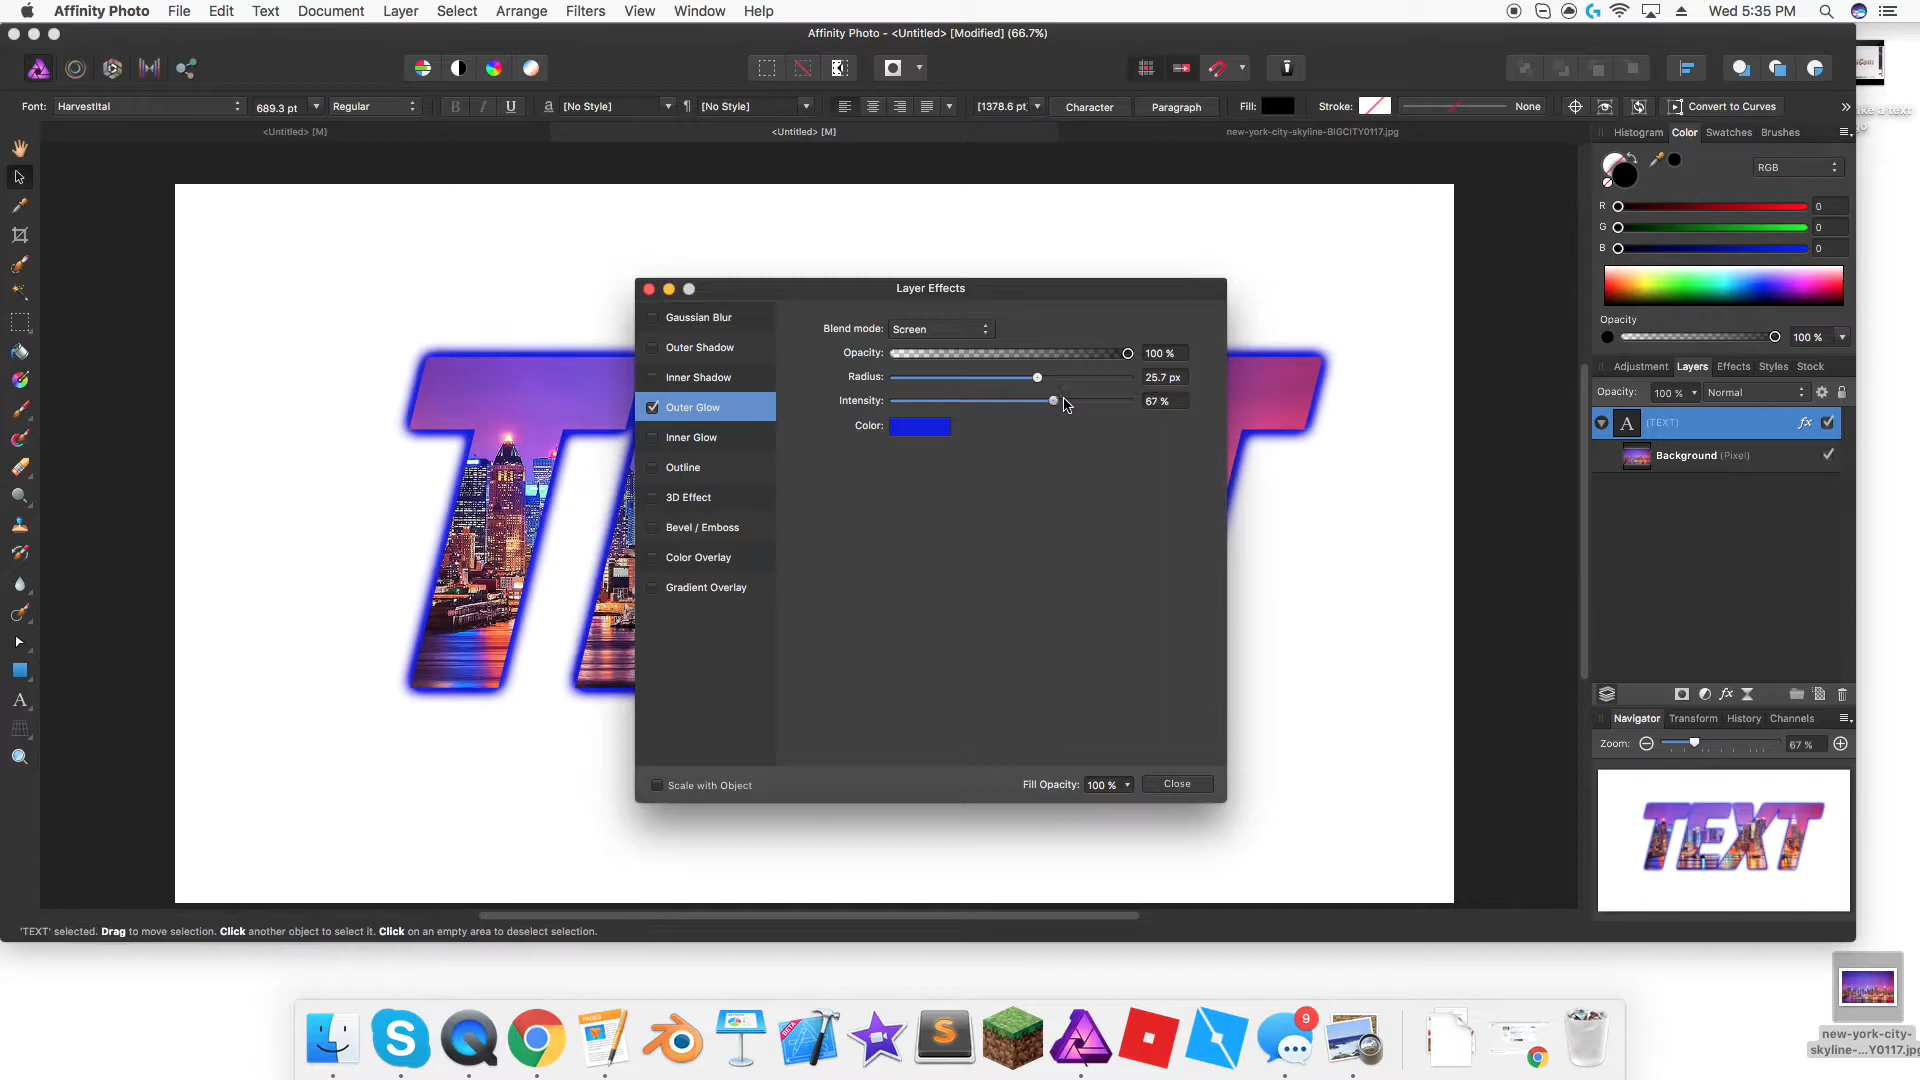 Affinity Photo File Edit Text Document Layer Select Arrange Filters View Window Help
Wed 5:35 PM
Affinity Photo - <Untitled> [Modified] (66.7%)
Font: HarvestItal 689.3 pt Regular B I U a [No Style] ¶ [No Style] [1378.6 pt] Character Paragraph Fill: Stroke: None Convert to Curves »
<Untitled> [M] <Untitled> [M] new-york-city-skyline-BIGCITY0117.jpg
Histogram Color Swatches Brushes
RGB
R 0
G 0
B 0
Opacity
100 %
Adjustment Layers Effects Styles Stock
Opacity: 100 % Normal
A (TEXT) fx
Background (Pixel)
fx
Navigator Transform History Channels
Zoom: 67 %
TEXT
Layer Effects
Gaussian Blur
Outer Shadow
Inner Shadow
Outer Glow
Inner Glow
Outline
3D Effect
Bevel / Emboss
Color Overlay
Gradient Overlay
Blend mode: Screen
Opacity: 100 %
Radius: 25.7 px
Intensity: 67 %
Color:
Scale with Object
Fill Opacity: 100 % Close
A
'TEXT' selected. Drag to move selection. Click another object to select it. Click on an empty area to deselect selection.
new-york-city-
skyline-...Y0117.jpg
PAGES
BETA
S
9